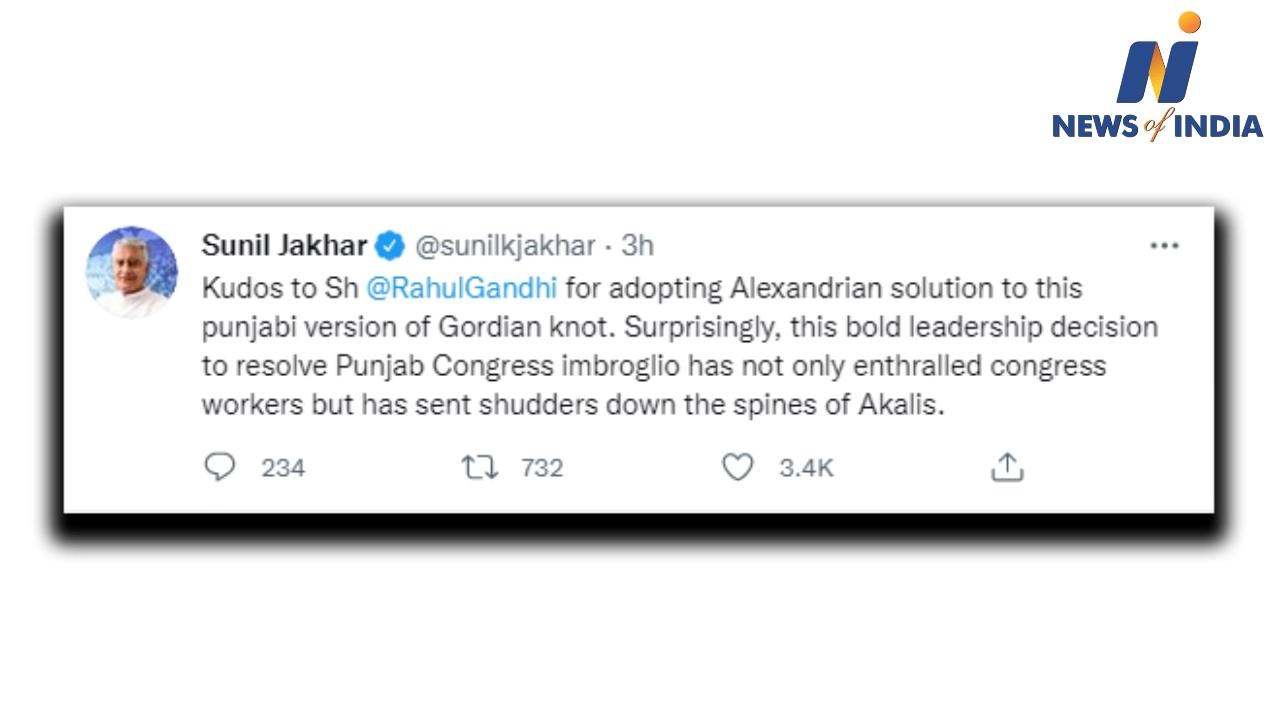 NEWS of INDIA
Sunil Jakhar @sunilkjakhar · 3h
Kudos to Sh @RahulGandhi for adopting Alexandrian solution to this
punjabi version of Gordian knot. Surprisingly, this bold leadership decision
to resolve Punjab Congress imbroglio has not only enthralled congress
workers but has sent shudders down the spines of Akalis.
234 732 3.4K